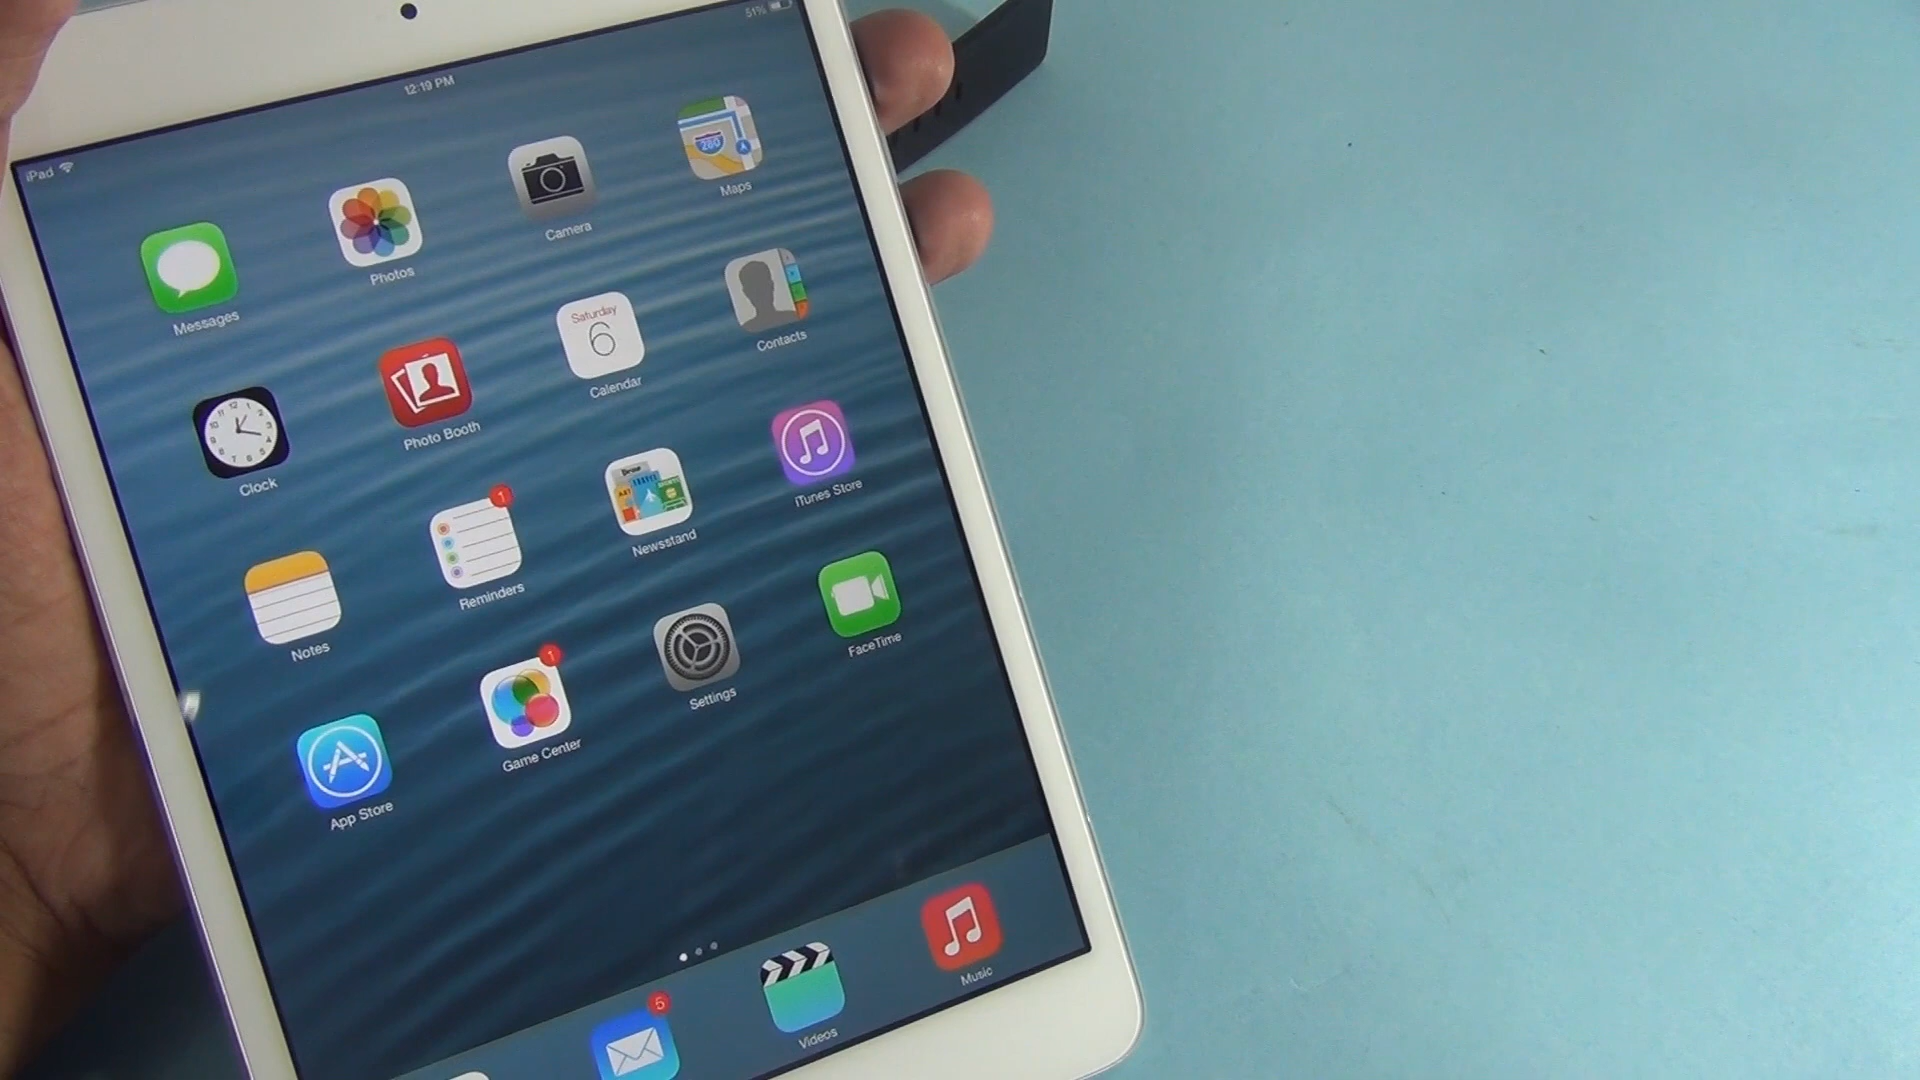 iPad
12:19 PM
51%
Messages
Photos
Camera
280
Maps
Clock
Photo Booth
Saturday
6
Calendar
Contacts
Notes
1
Reminders
Newsstand
iTunes Store
App Store
1
Game Center
Settings
FaceTime
5
Videos
Music